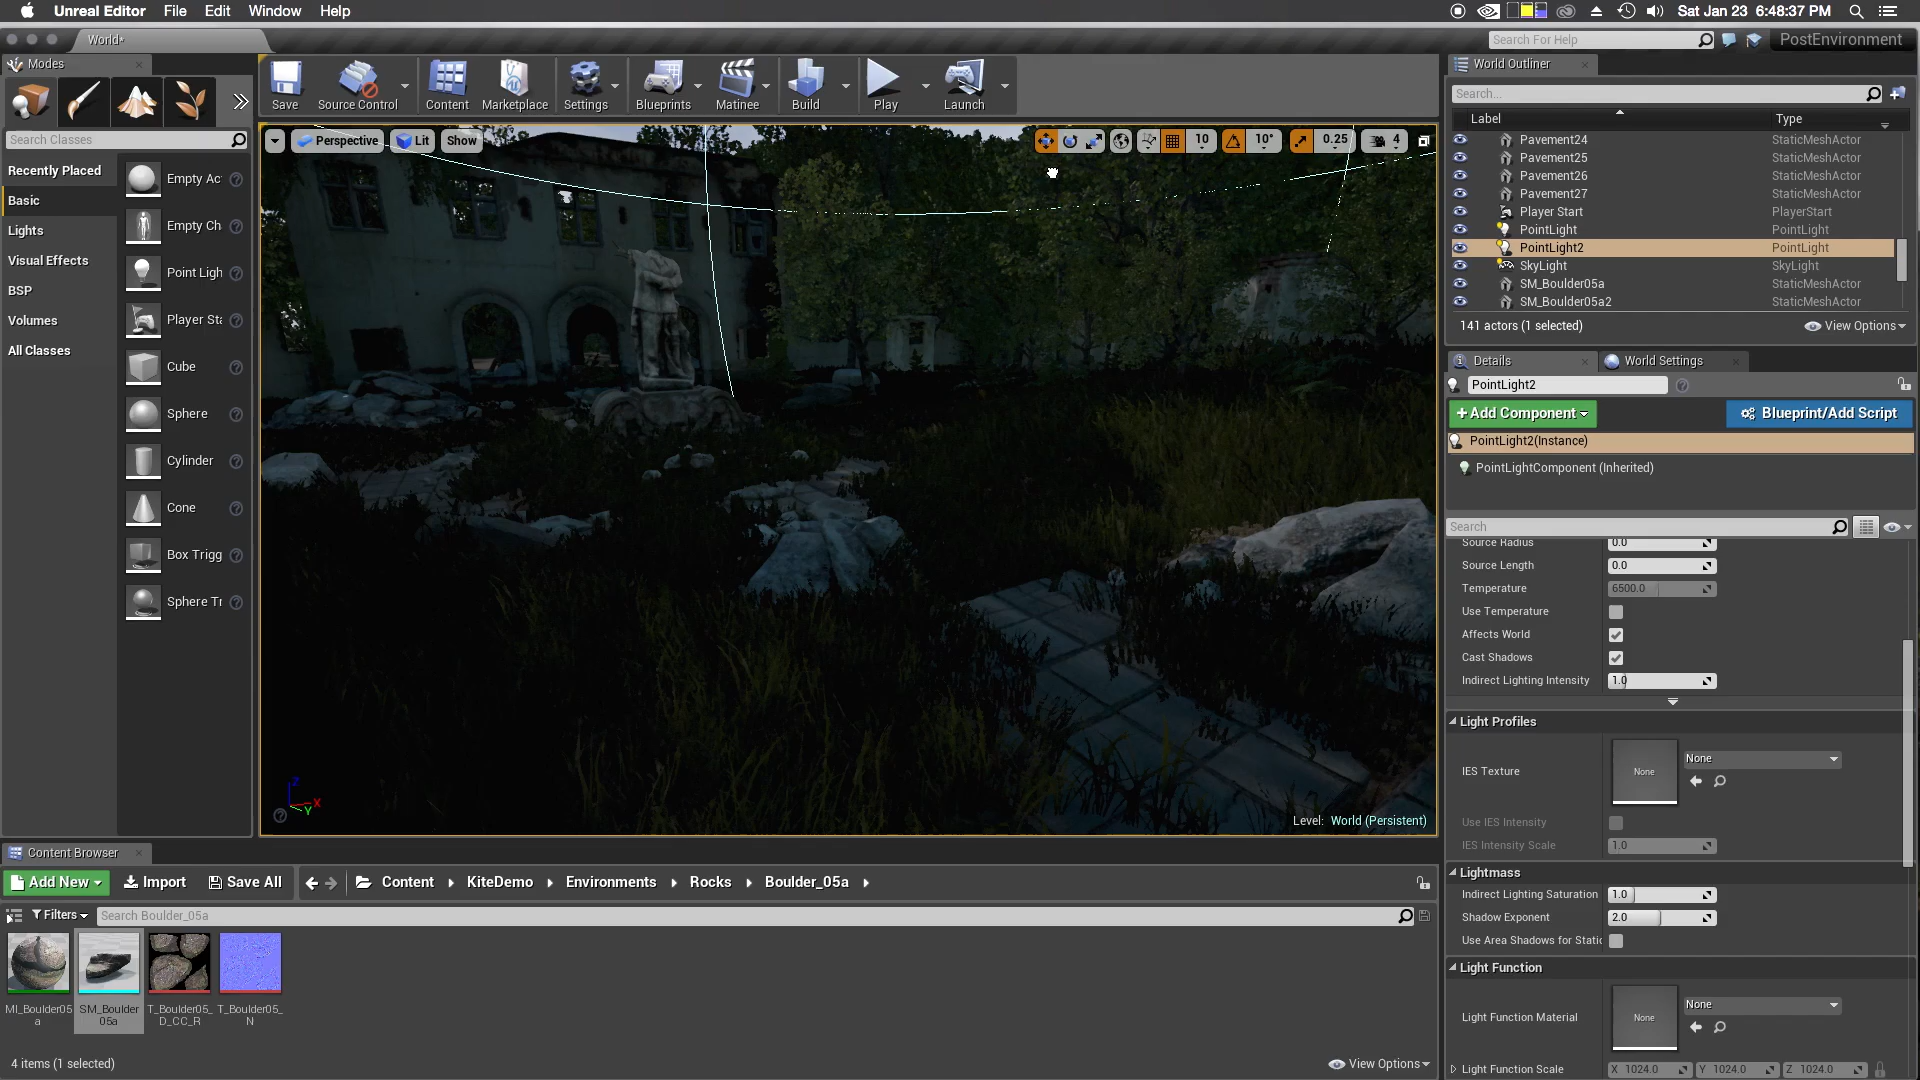 Unreal Editor File Edit Window Help
Sat Jan 23 6:48:37 PM
World*
Search For Help
PostEnvironment
Modes
Search Classes
Recently Placed
Basic
Lights
Visual Effects
BSP
Volumes
All Classes
Empty Ac
Empty Ch
Point Ligh
Player Sta
Cube
Sphere
Cylinder
Cone
Box Trigg
Sphere Tr
Save
Source Control
Content
Marketplace
Settings
Blueprints
Matinee
Build
Play
Launch
Perspective
Lit
Show
10
10°
0.25
4
Z
X
Y
Level: World (Persistent)
World Outliner
Search...
Label
Type
Pavement24 StaticMeshActor
Pavement25 StaticMeshActor
Pavement26 StaticMeshActor
Pavement27 StaticMeshActor
Player Start PlayerStart
PointLight PointLight
PointLight2 PointLight
SkyLight SkyLight
SM_Boulder05a StaticMeshActor
SM_Boulder05a2 StaticMeshActor
141 actors (1 selected)
View Options
Details
World Settings
PointLight2
+Add Component
Blueprint/Add Script
PointLight2(Instance)
PointLightComponent (Inherited)
Search
Source Radius 0.0
Source Length 0.0
Temperature 6500.0
Use Temperature
Affects World
Cast Shadows
Indirect Lighting Intensity 1.0
Light Profiles
IES Texture
None
None
Use IES Intensity
IES Intensity Scale 1.0
Lightmass
Indirect Lighting Saturation 1.0
Shadow Exponent 2.0
Use Area Shadows for Static
Light Function
Light Function Material
None
None
Light Function Scale X 1024.0 Y 1024.0 Z 1024.0
Content Browser
Add New
Import
Save All
Content
KiteDemo
Environments
Rocks
Boulder_05a
Filters
Search Boulder_05a
MI_Boulder05
a
SM_Boulder
05a
T_Boulder05_
D_CC_R
T_Boulder05_
N
4 items (1 selected)
View Options